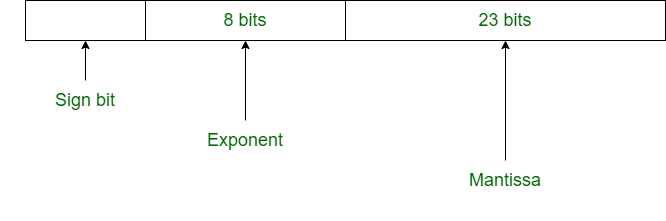 8 bits
23 bits
Sign bit
Exponent
Mantissa